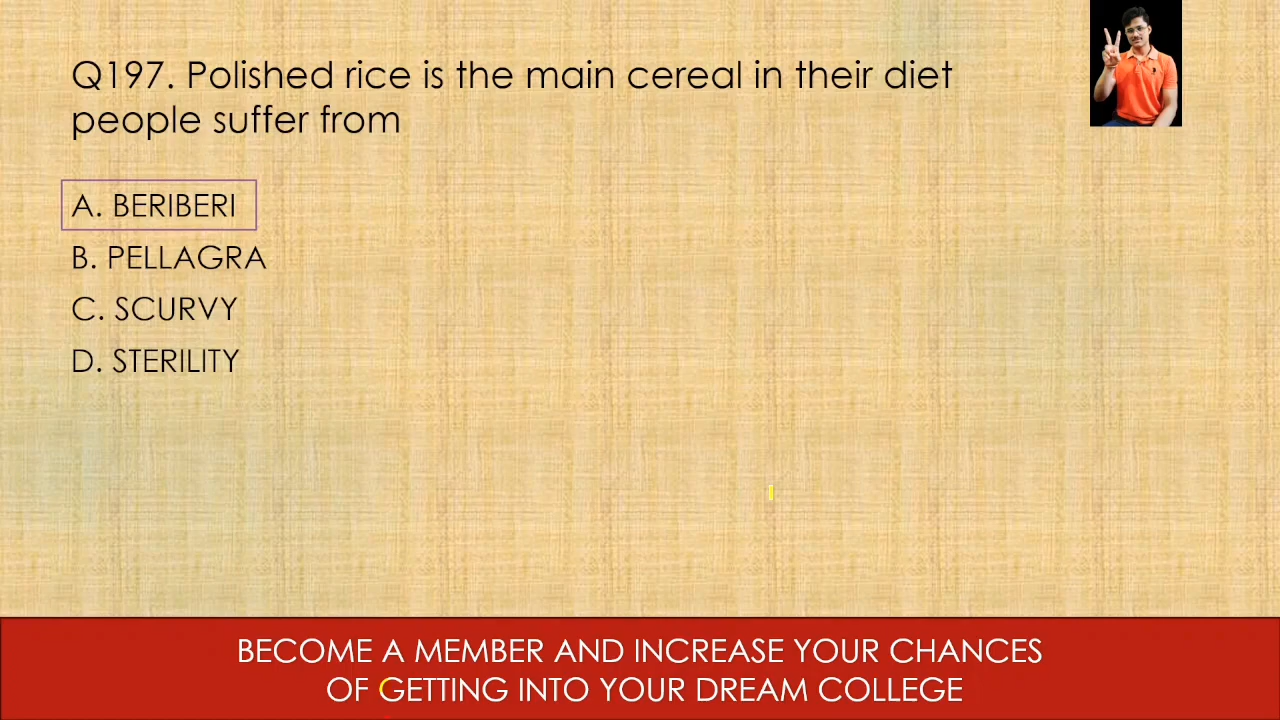 Q197. Polished rice is the main cereal in their diet
people suffer from
A. BERIBERI
B. PELLAGRA
C. SCURVY
D. STERILITY
BECOME A MEMBER AND INCREASE YOUR CHANCES
OF GETTING INTO YOUR DREAM COLLEGE